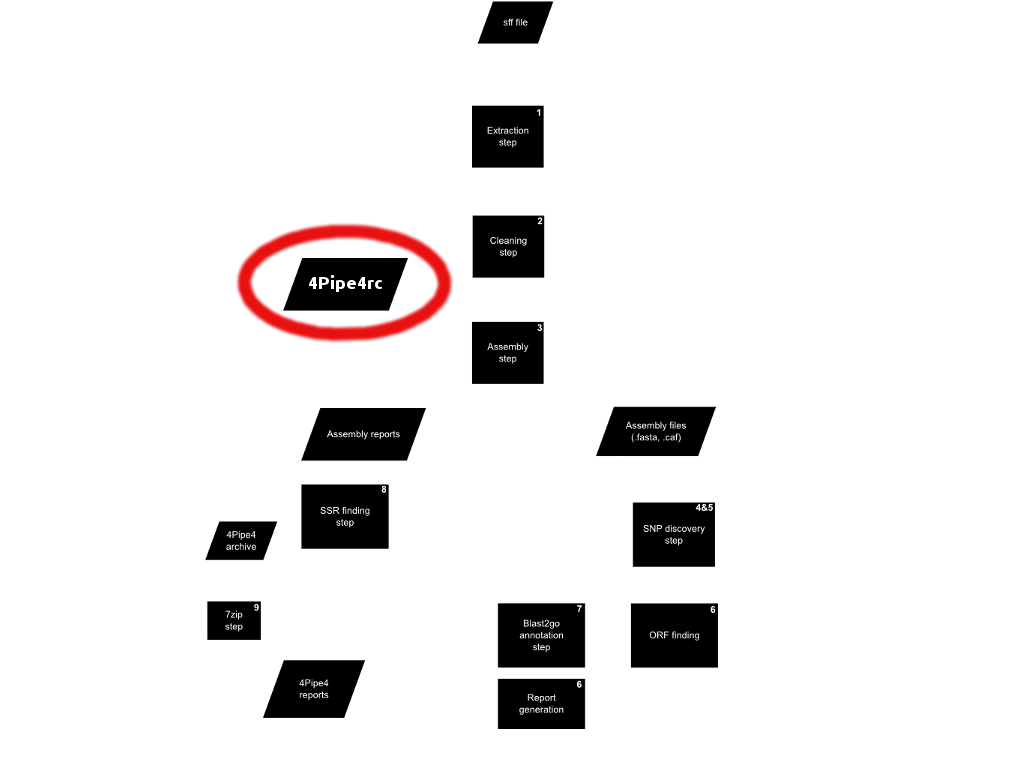 sff file
1
Extraction
step
2
Cleaning
step
4Pipe4rc
3
Assembly
step
Assembly reports
Assembly files
(.fasta, .caf)
8
SSR finding
step
4&5
SNP discovery
step
4Pipe4
archive
9
7zip
step
7
Blast2go
annotation
step
6
ORF finding
4Pipe4
reports
6
Report
generation